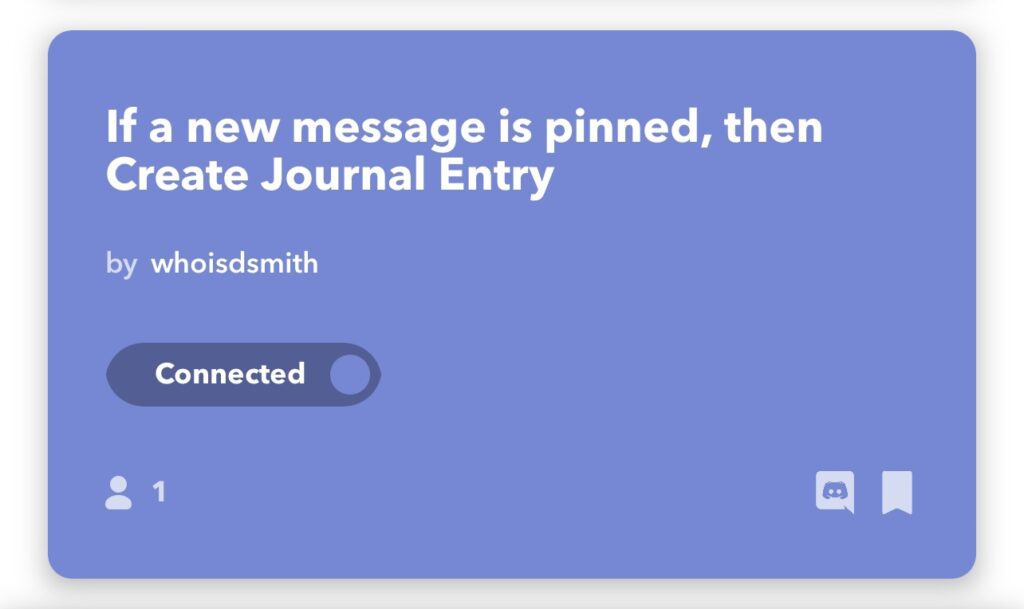 If a new message is pinned, then
Create Journal Entry
by whoisdsmith
Connected
1